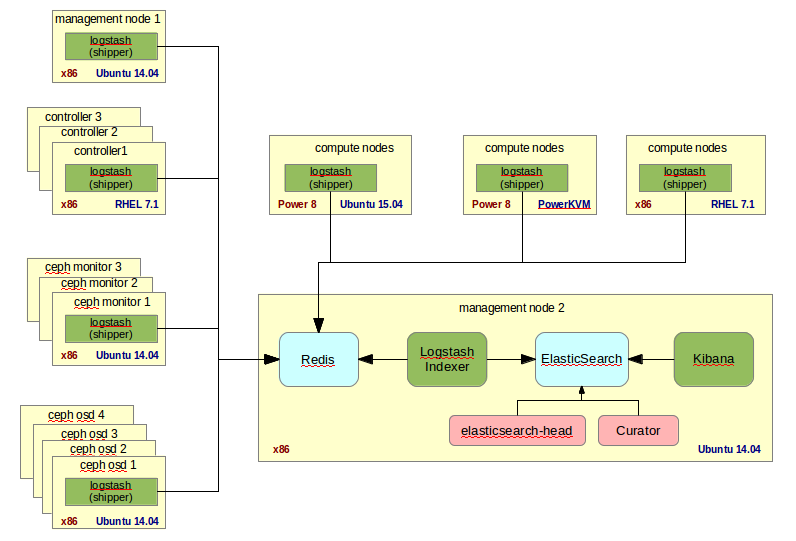 management node 1
logstash
(shipper)
x86 Ubuntu 14.04
controller 3
controller 2
controller1
logstash
(shipper)
x86 RHEL 7.1
ceph monitor 3
ceph monitor 2
ceph monitor 1
logstash
(shipper)
x86 Ubuntu 14.04
ceph osd 4
ceph osd 3
ceph osd 2
ceph osd 1
logstash
(shipper)
x86 Ubuntu 14.04
compute nodes
logstash
(shipper)
Power 8 Ubuntu 15.04
compute nodes
logstash
(shipper)
Power 8 PowerKVM
compute nodes
logstash
(shipper)
x86 RHEL 7.1
management node 2
Redis
Logstash
Indexer
ElasticSearch
Kibana
elasticsearch-head
Curator
x86 Ubuntu 14.04